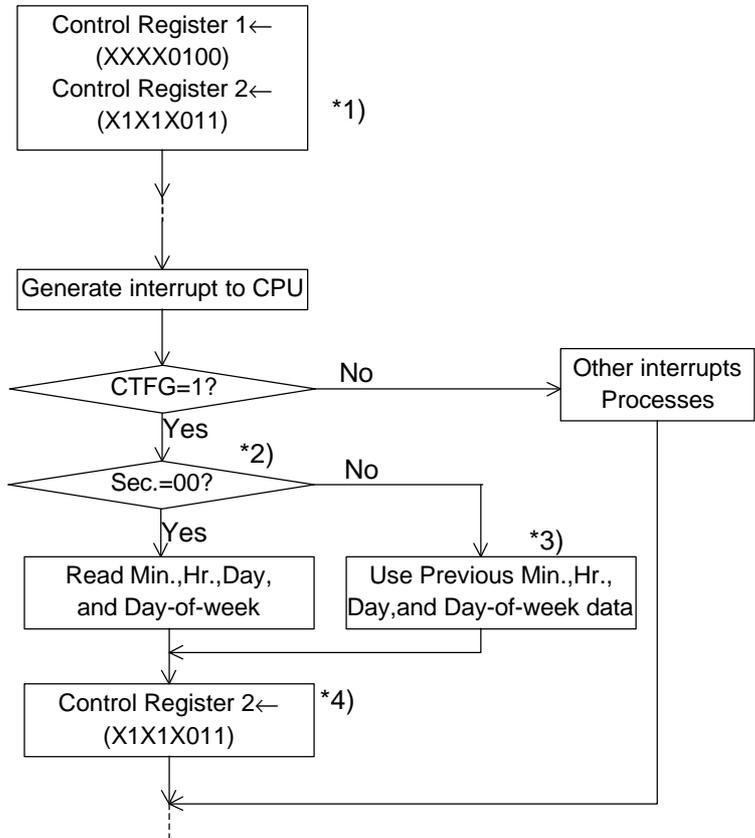 Control Register 1←
(XXXX0100)
Control Register 2←
(X1X1X011)
*1)
Generate interrupt to CPU
CTFG=1?
No
Other interrupts
Processes
Yes
*2)
Sec.=00?
No
Yes
*3)
Read Min.,Hr.,Day,
and Day-of-week
Use Previous Min.,Hr.,
Day,and Day-of-week data
Control Register 2←
(X1X1X011)
*4)